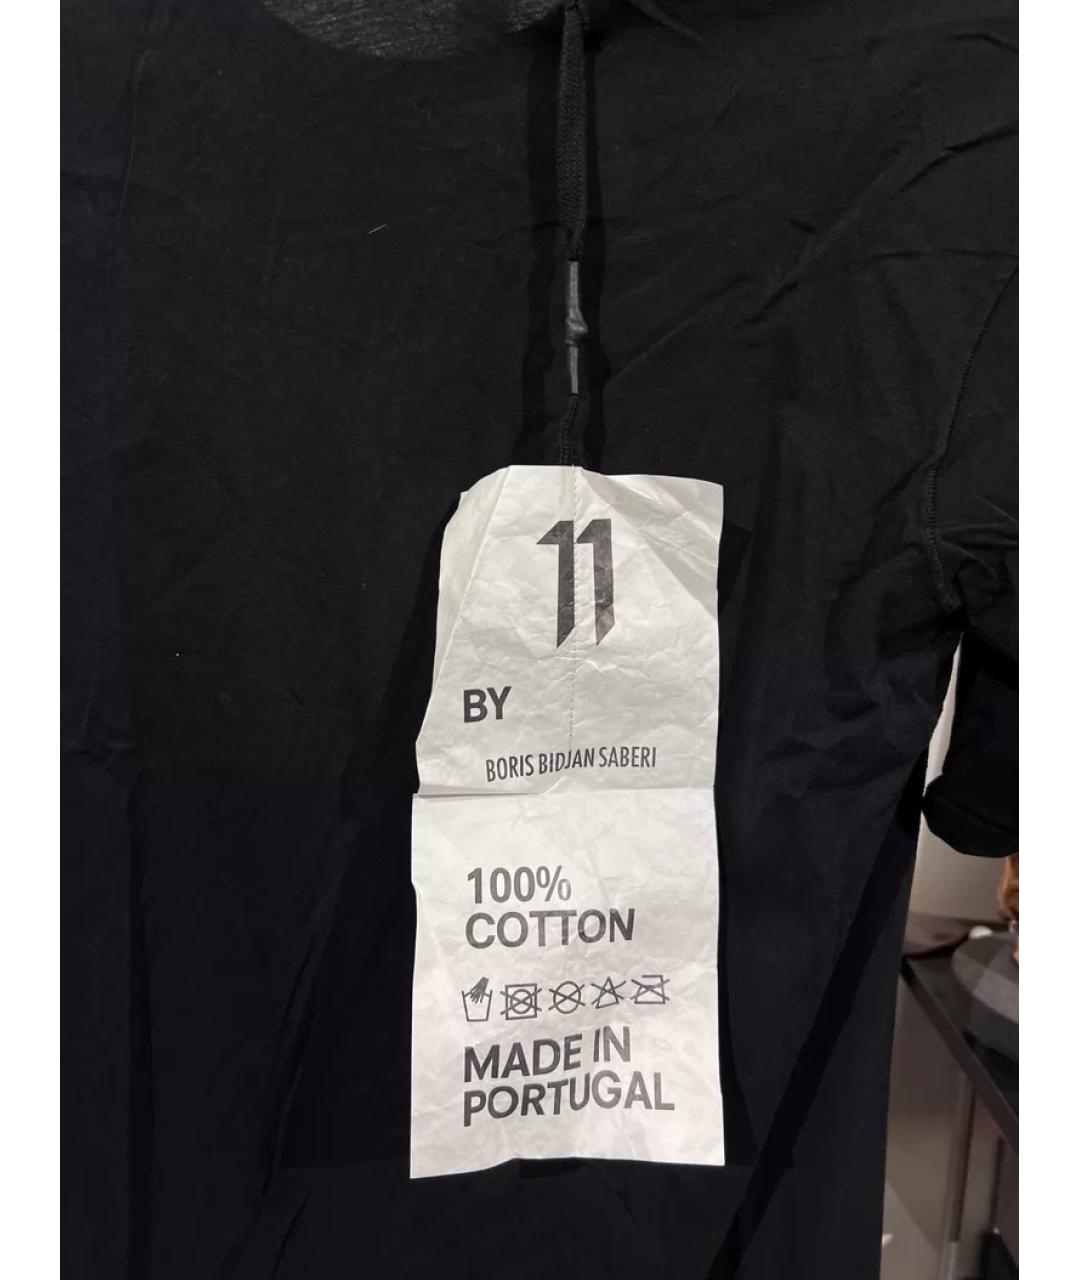 11
BY
BORIS BIDJAN SABERI
100%
COTTON
MADE IN
PORTUGAL